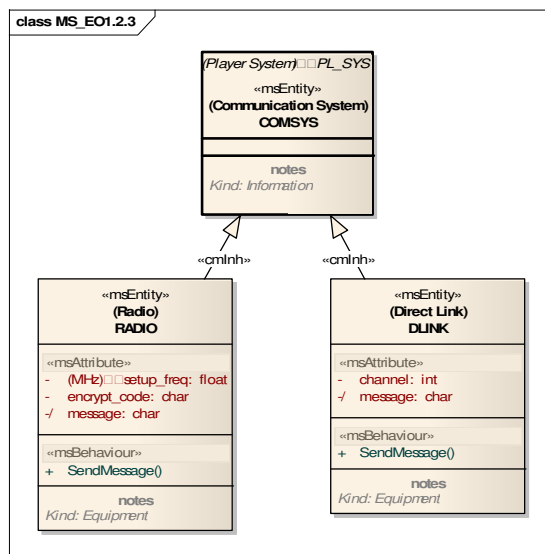 class MS_EO1.2.3
(Player System)□□PL_SYS
«msEntity»
(Communication System)
COMSYS
notes
Kind: Information
«cmInh»
«cmInh»
«msEntity»
(Radio)
RADIO
«msAttribute»
- (MHz)□□setup_freq: float
- encrypt_code: char
-/ message: char
«msBehaviour»
+ SendMessage()
notes
Kind: Equipment
«msEntity»
(Direct Link)
DLINK
«msAttribute»
- channel: int
-/ message: char
«msBehaviour»
+ SendMessage()
notes
Kind: Equipment